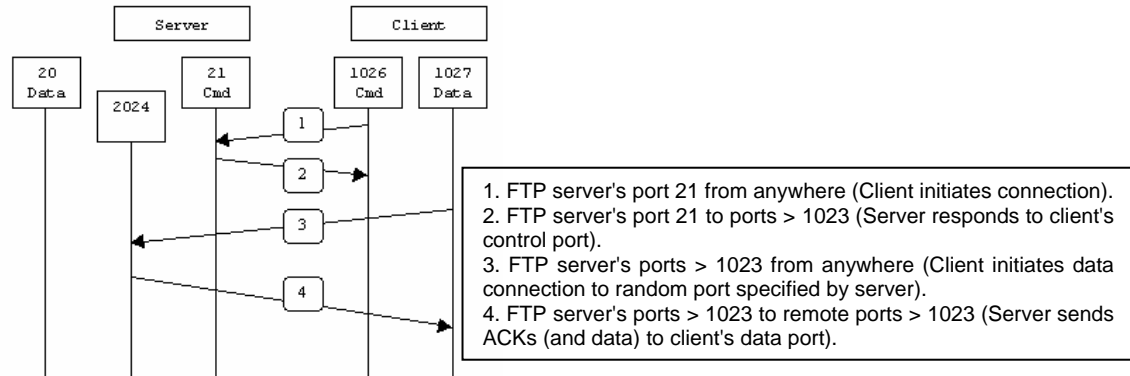 Server
Client
20
Data
2024
21
Cmd
1026
Cmd
1027
Data
1
2
3
4
1. FTP server's port 21 from anywhere (Client initiates connection).
2. FTP server's port 21 to ports > 1023 (Server responds to client's
control port).
3. FTP server's ports > 1023 from anywhere (Client initiates data
connection to random port specified by server).
4. FTP server's ports > 1023 to remote ports > 1023 (Server sends
ACKs (and data) to client's data port).